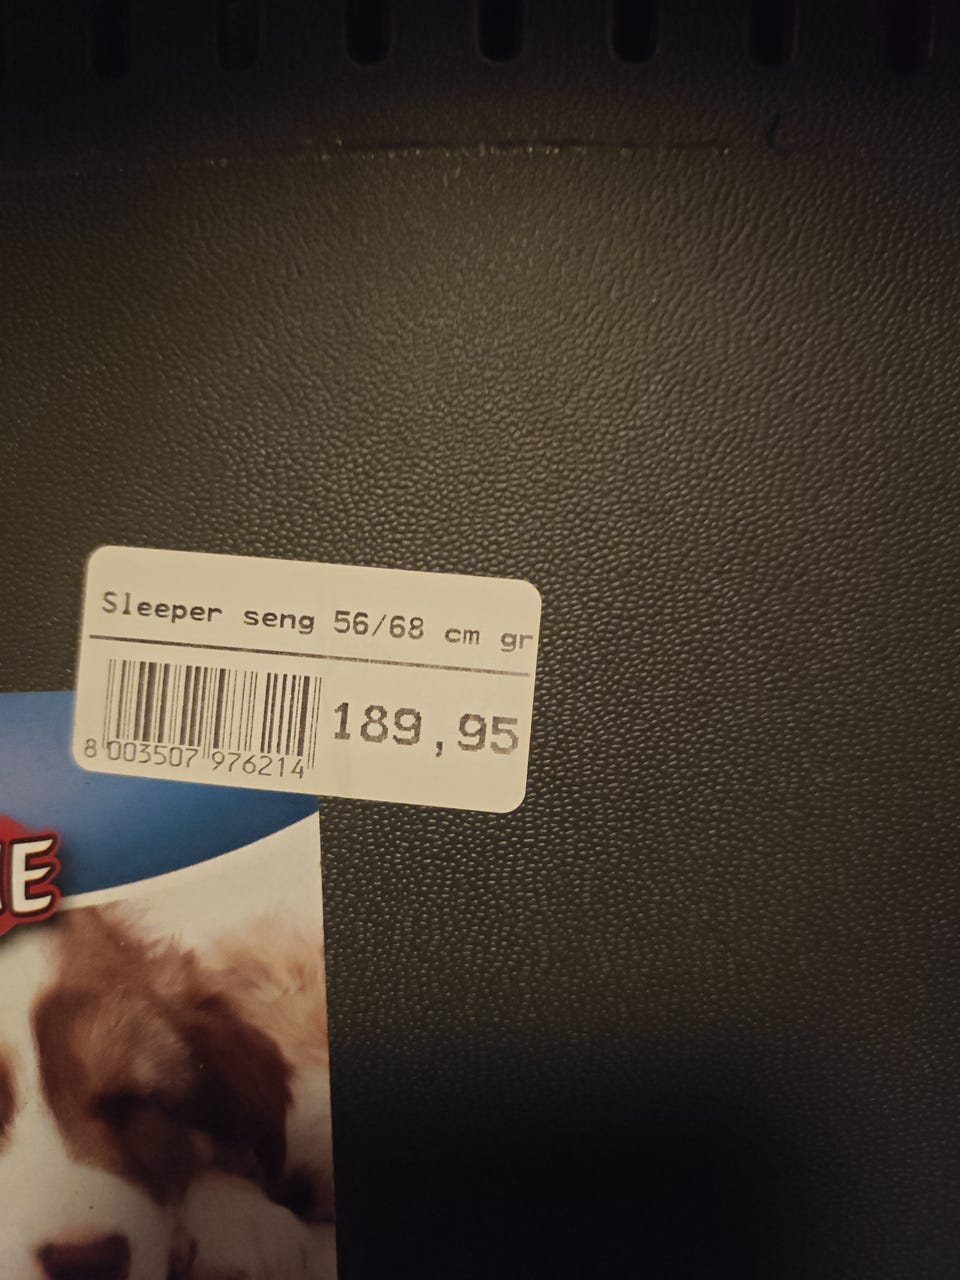 Sleeper seng 56/68 cm gr
189,95
8 003507 976214
E